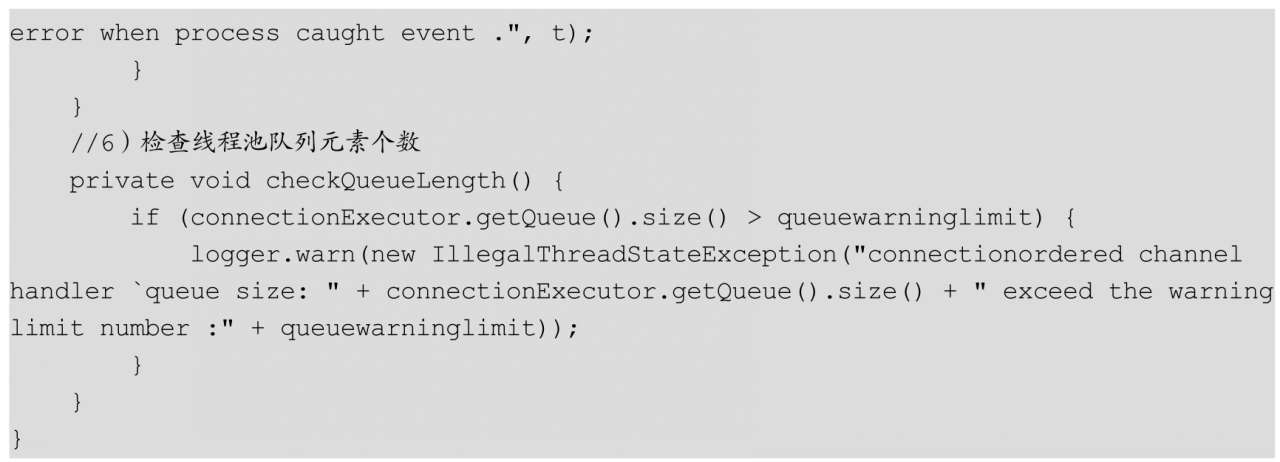 error when process caught event .", t);
        }
    }
    //6）检查线程池队列元素个数
    private void checkQueueLength() {
        if (connectionExecutor.getQueue().size() > queuewarninglimit) {
            logger.warn(new IllegalThreadStateException("connectionordered channel
handler `queue size: " + connectionExecutor.getQueue().size() + " exceed the warning
limit number :" + queuewarninglimit));
        }
    }
}